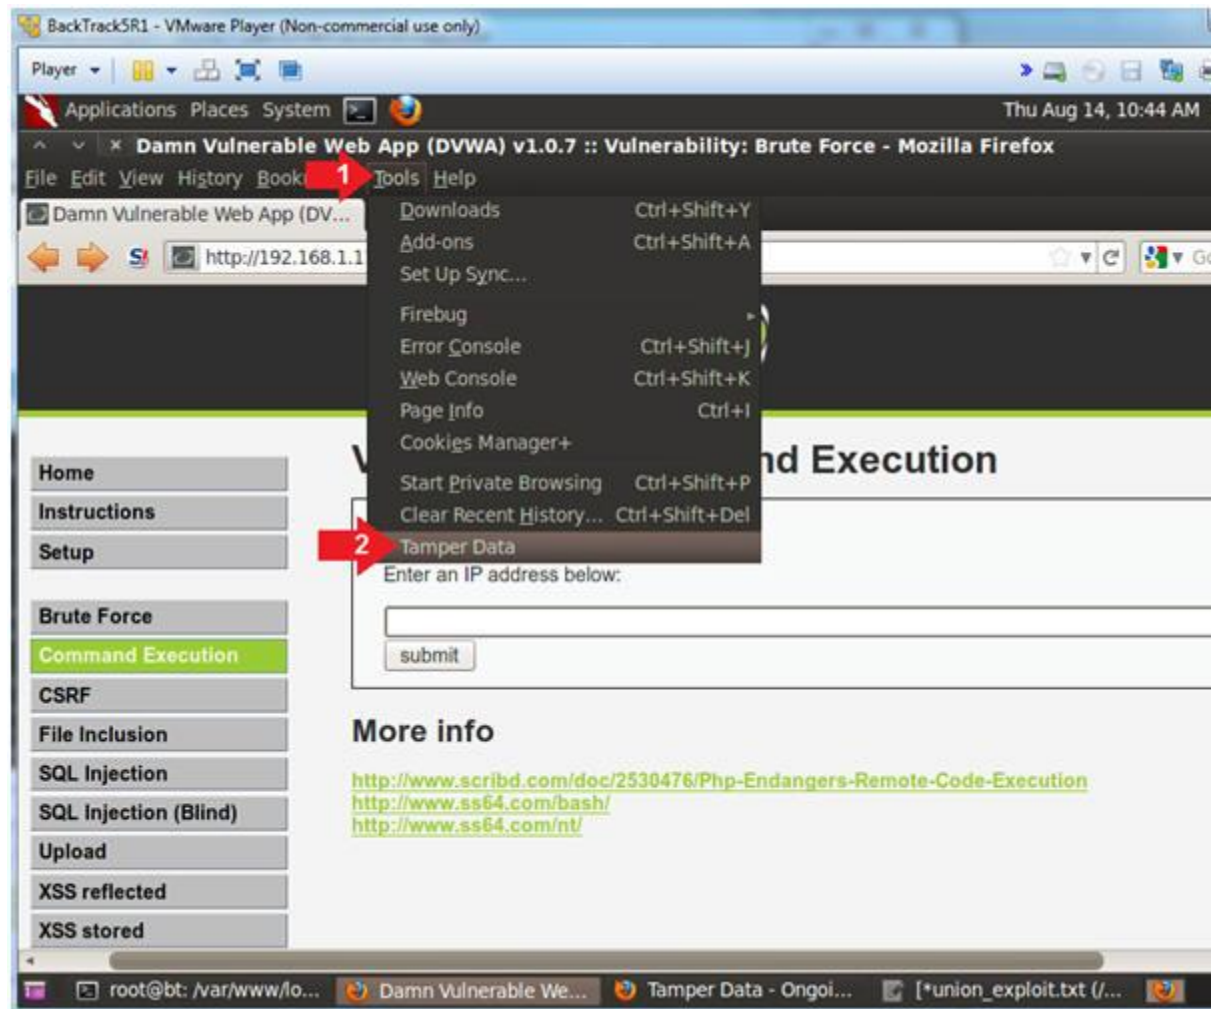 BackTrack5R1 - VMware Player (Non-commercial use only)
Player
Applications Places System
Thu Aug 14, 10:44 AM
Damn Vulnerable Web App (DVWA) v1.0.7 :: Vulnerability: Brute Force - Mozilla Firefox
File Edit View History Book 1 Tools Help
Damn Vulnerable Web App (DV...
http://192.168.1.1
Go
Downloads Ctrl+Shift+Y
Add-ons Ctrl+Shift+A
Set Up Sync...
Firebug
Error Console Ctrl+Shift+J
Web Console Ctrl+Shift+K
Page Info Ctrl+I
Cookies Manager+
Start Private Browsing Ctrl+Shift+P
Clear Recent History... Ctrl+Shift+Del
2 Tamper Data
V nd Execution
Enter an IP address below:
submit
Home
Instructions
Setup
Brute Force
Command Execution
CSRF
File Inclusion
SQL Injection
SQL Injection (Blind)
Upload
XSS reflected
XSS stored
More info
http://www.scribd.com/doc/2530476/Php-Endangers-Remote-Code-Execution
http://www.ss64.com/bash/
http://www.ss64.com/nt/
root@bt: /var/www/lo...
Damn Vulnerable We...
Tamper Data - Ongoi...
[*union_exploit.txt (/...